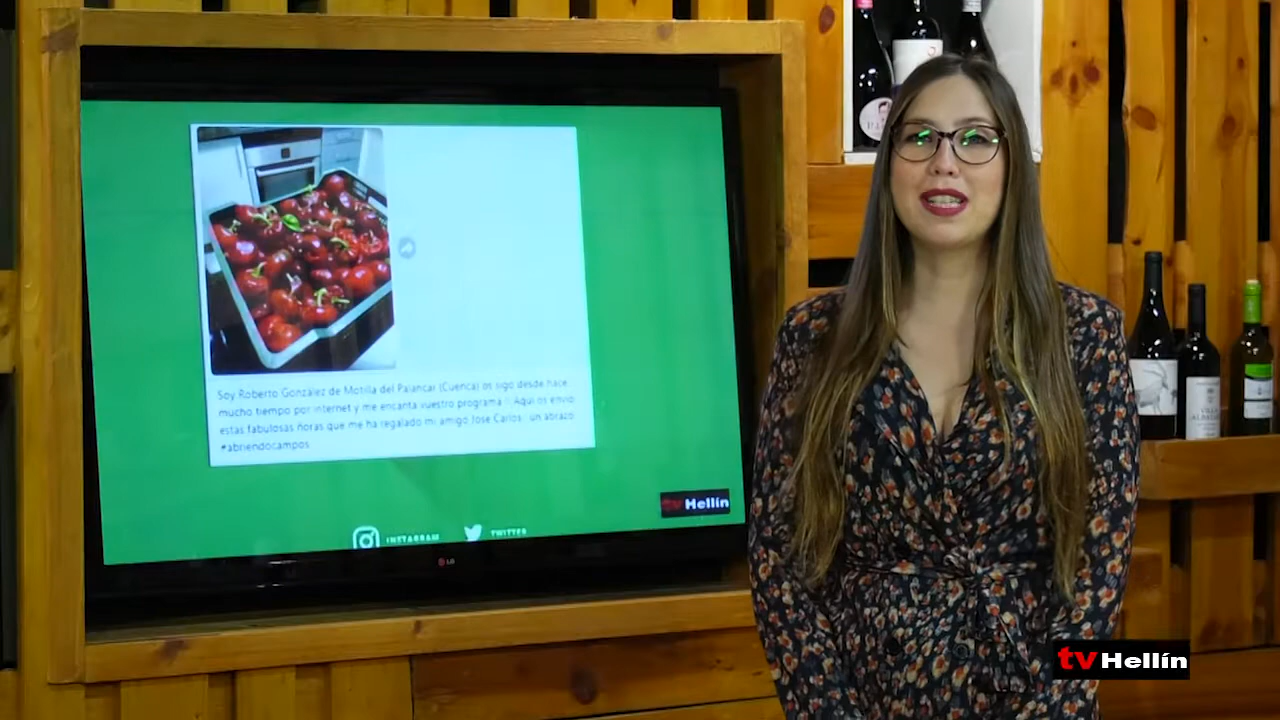 Soy Roberto González de Motilla del Palancar (Cuenca) os sigo desde hace
mucho tiempo por internet y me encanta vuestro programa Aquí os envío
estas fabulosas ñoras que me ha regalado mi amigo Jose Carlos un abrazo
#abriendocampos
tvHellín
INSTAGRAM TWITTER
LG
tvHellín